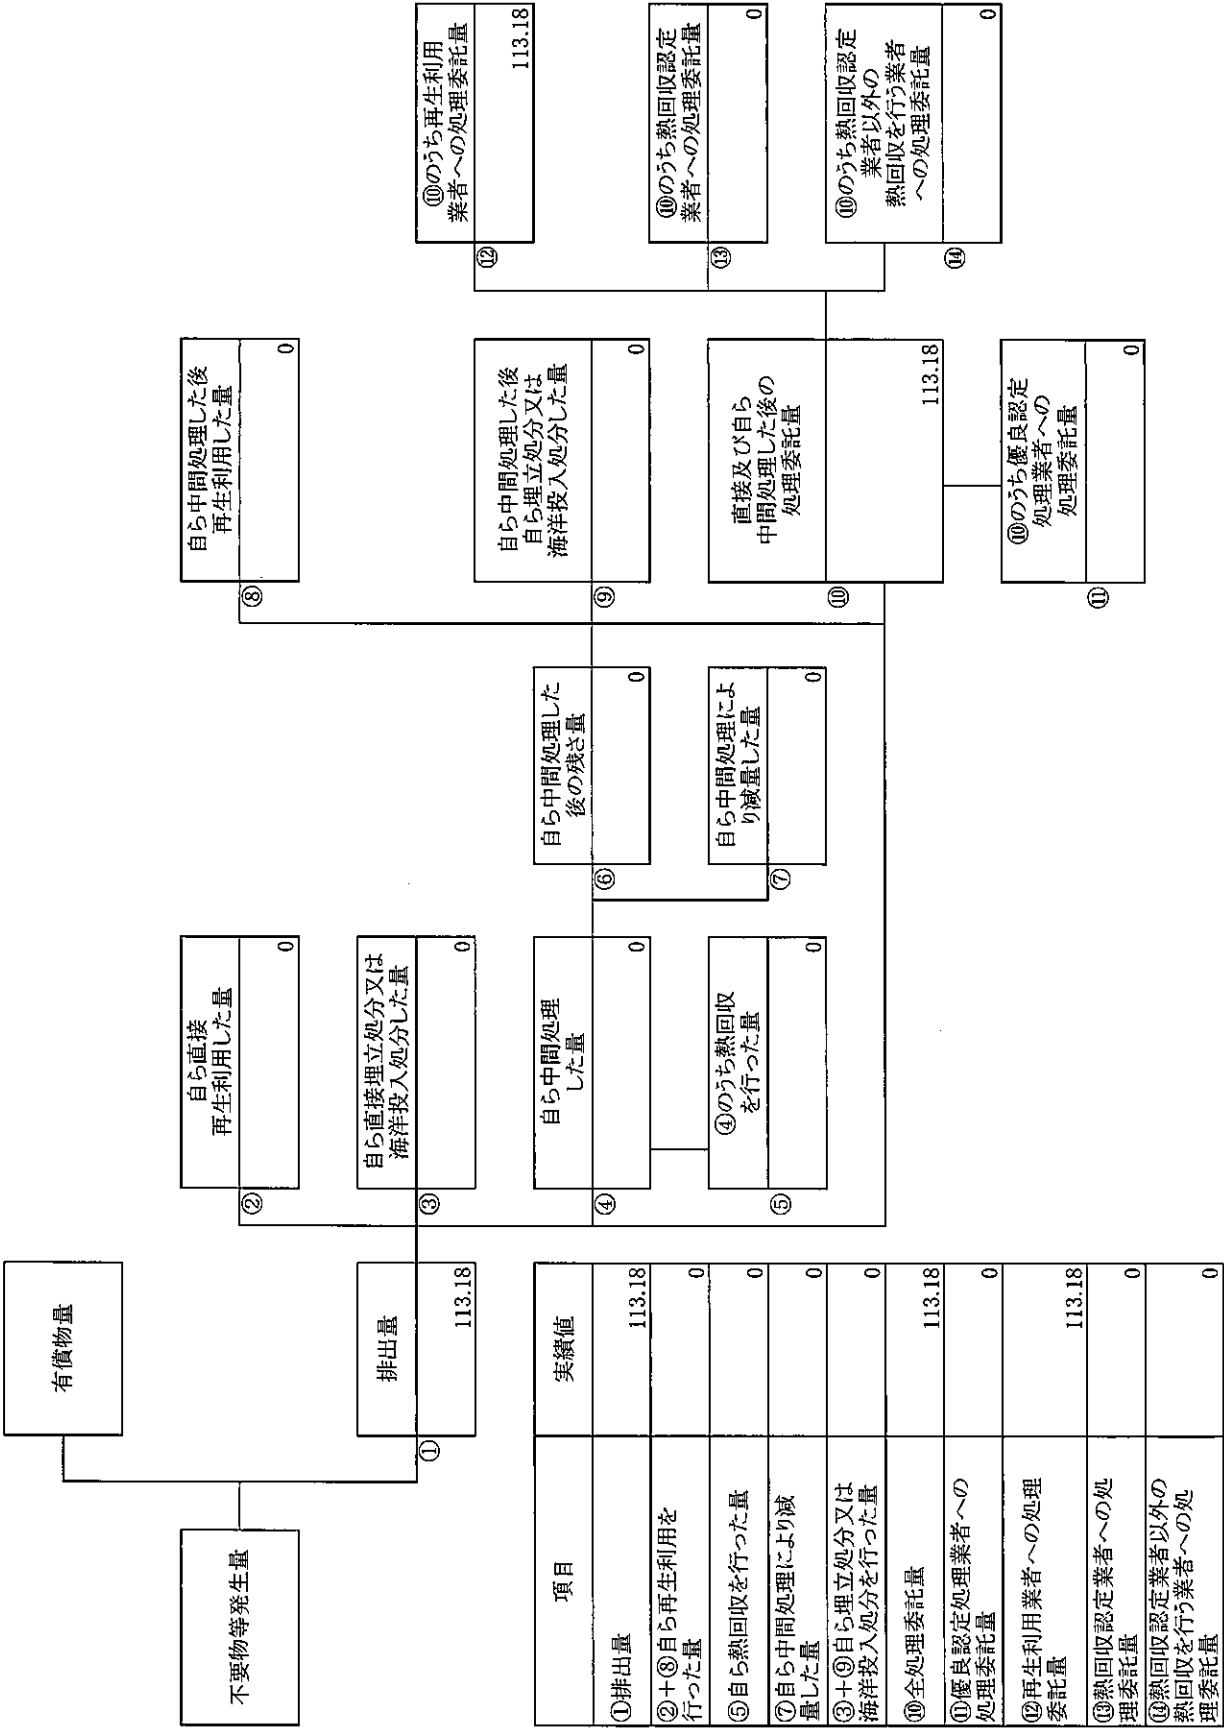 不要物等発生量
有償物量
①
排出量
113.18
②
自ら直接
再生利用した量
0
③
自ら直接埋立処分又は
海洋投入処分した量
0
④
自ら中間処理
した量
0
⑤
④のうち熱回収
を行った量
0
⑥
自ら中間処理した
後の残さ量
0
⑦
自ら中間処理によ
り減量した量
0
⑧
自ら中間処理した後
再生利用した量
0
⑨
自ら中間処理した後
自ら埋立処分又は
海洋投入処分した量
0
⑩
直接及び自ら
中間処理した後の
処理委託量
113.18
⑪
⑩のうち優良認定
処理業者への
処理委託量
0
⑫
⑩のうち再生利用
業者への処理委託量
113.18
⑬
⑩のうち熱回収認定
業者への処理委託量
0
⑭
⑩のうち熱回収認定
業者以外の
熱回収を行う業者
への処理委託量
0
項目 実績値
①排出量 113.18
②+⑧自ら再生利用を
行った量 0
⑤自ら熱回収を行った量 0
⑦自ら中間処理により減
量した量 0
③+⑨自ら埋立処分又は
海洋投入処分を行った量 0
⑩全処理委託量 113.18
⑪優良認定処理業者への
処理委託量 0
⑫再生利用業者への処理
委託量 113.18
⑬熱回収認定業者への処
理委託量 0
⑭熱回収認定業者以外の
熱回収を行う業者への処
理委託量 0